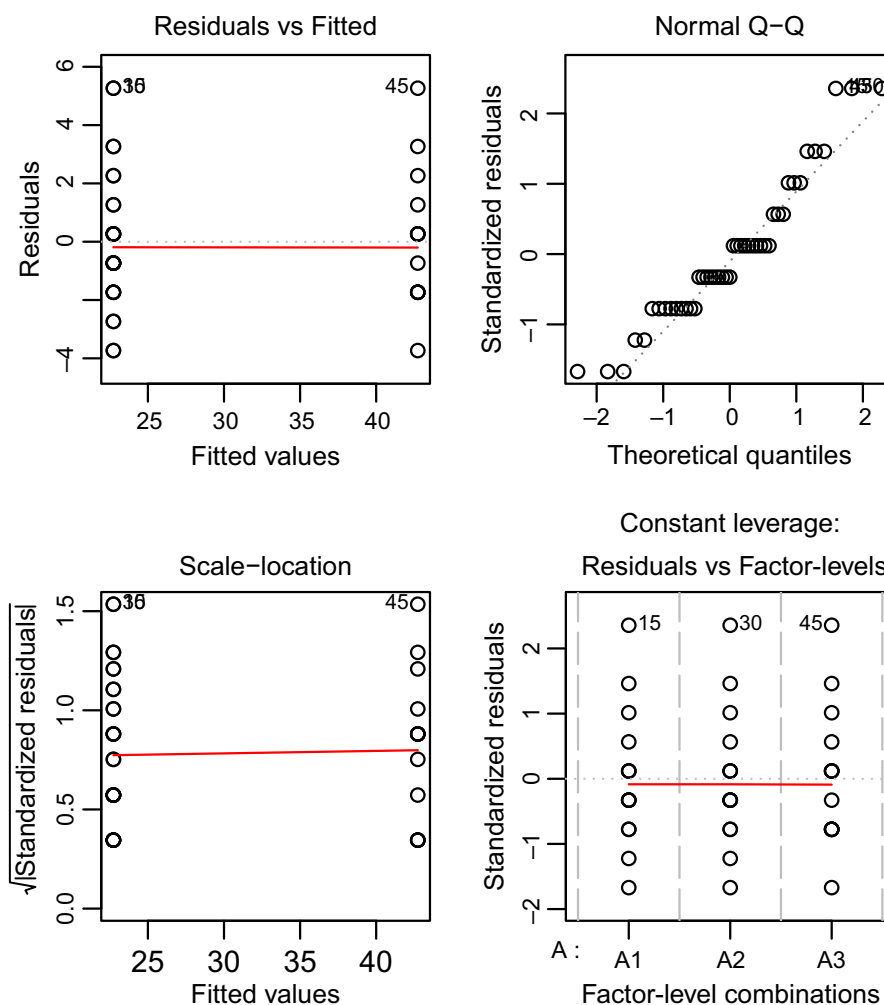 Residuals vs Fitted
Residuals
6
4
2
0
−4
45
25
30
35
40
Fitted values
Normal Q−Q
Standardized residuals
2
1
0
−1
−2
−1
0
1
2
Theoretical quantiles
Scale−location
√|Standardized residuals|
1.5
1.0
0.5
0.0
45
25
30
35
40
Fitted values
Constant leverage:
Residuals vs Factor-levels
Standardized residuals
2
1
0
−1
−2
15
30
45
A :
A1
A2
A3
Factor-level combinations